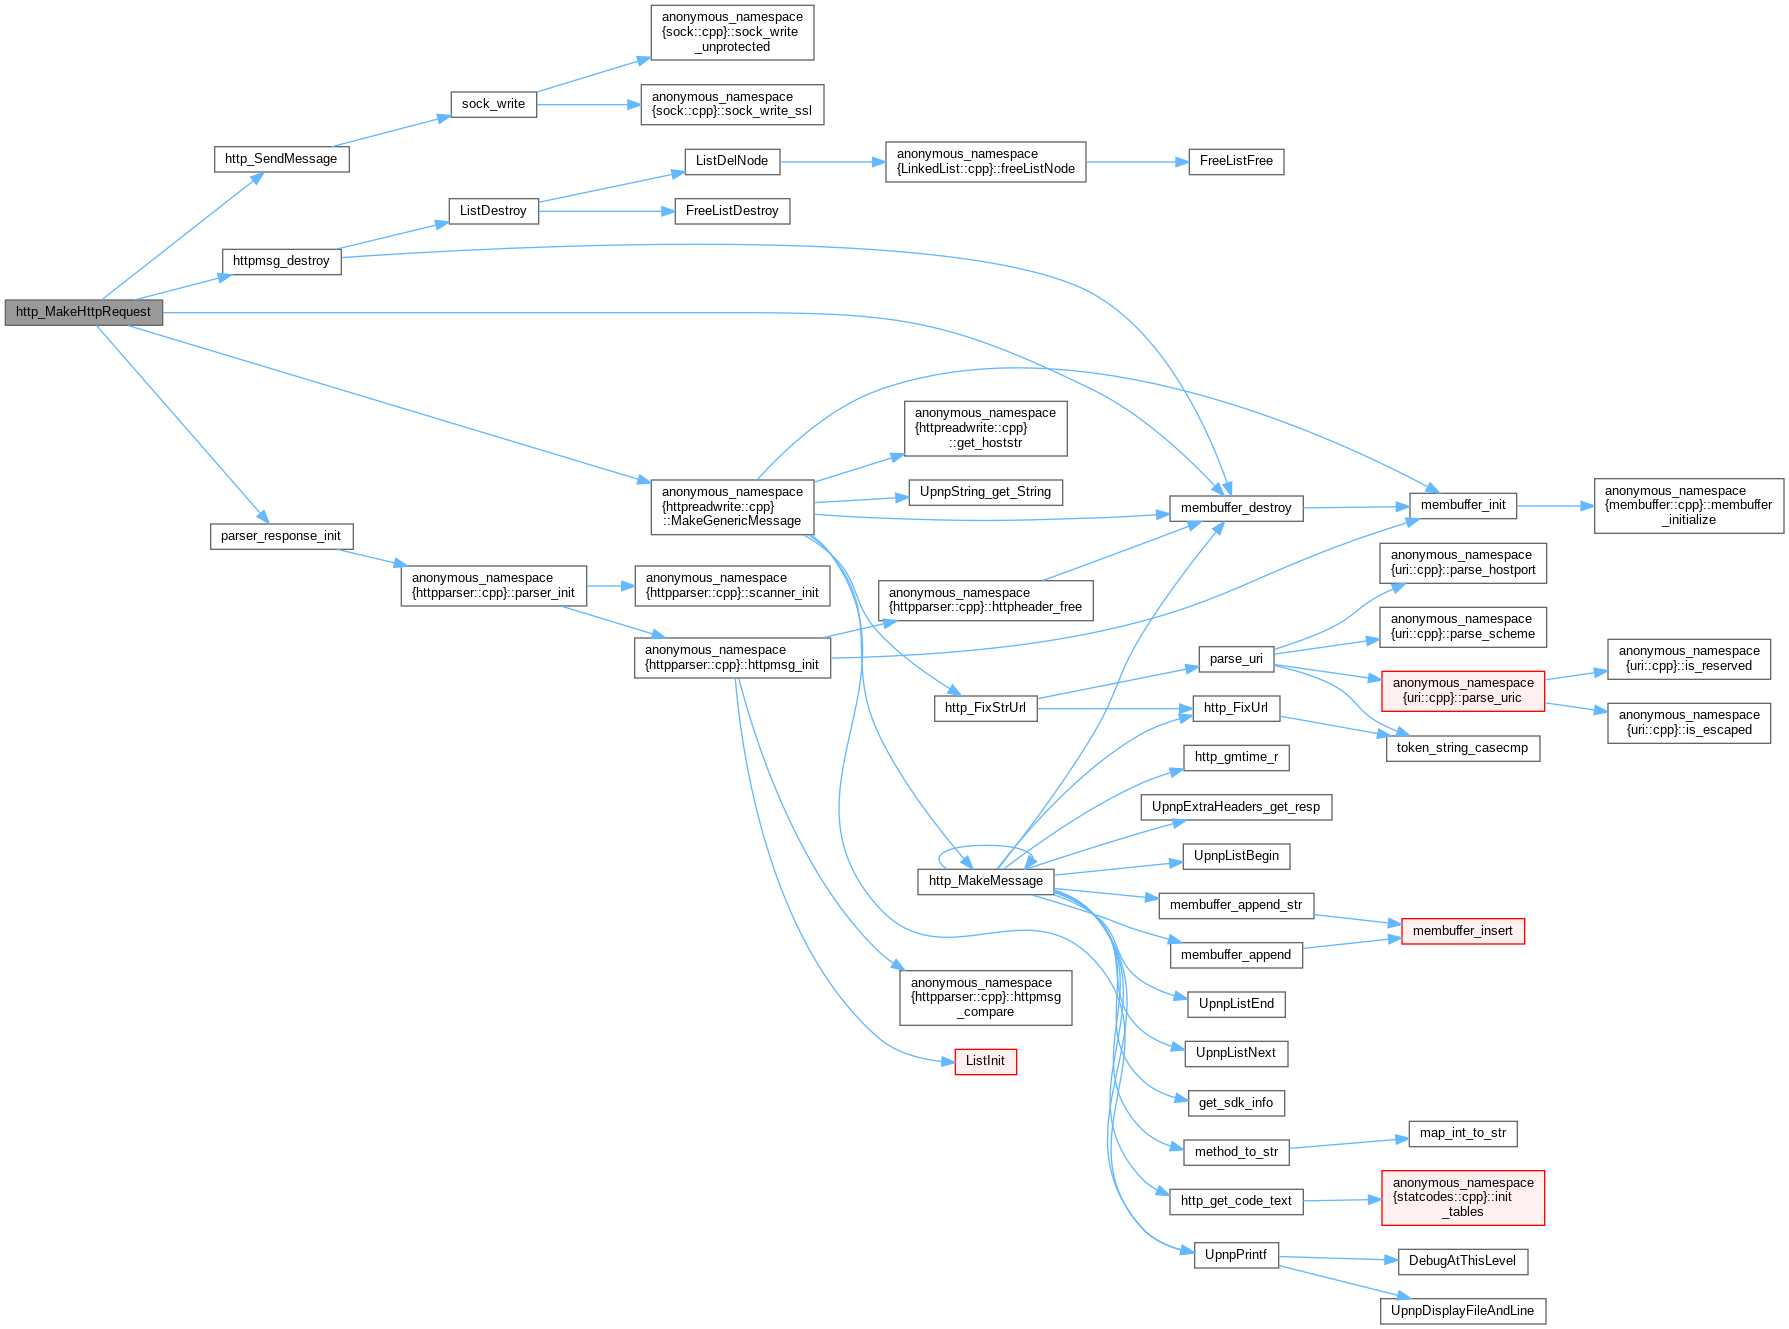 anonymous_namespace
{sock::cpp}::sock_write
_unprotected
anonymous_namespace
{sock::cpp}::sock_write_ssl
sock_write
http_SendMessage
ListDelNode
anonymous_namespace
{LinkedList::cpp}::freeListNode
FreeListFree
ListDestroy
FreeListDestroy
httpmsg_destroy
http_MakeHttpRequest
anonymous_namespace
{httpreadwrite::cpp}
::get_hoststr
anonymous_namespace
{httpreadwrite::cpp}
::MakeGenericMessage
UpnpString_get_String
membuffer_destroy
membuffer_init
anonymous_namespace
{membuffer::cpp}::membuffer
_initialize
parser_response_init
anonymous_namespace
{httpparser::cpp}::parser_init
anonymous_namespace
{httpparser::cpp}::scanner_init
anonymous_namespace
{httpparser::cpp}::httpheader_free
anonymous_namespace
{uri::cpp}::parse_hostport
anonymous_namespace
{uri::cpp}::parse_scheme
anonymous_namespace
{httpparser::cpp}::httpmsg_init
parse_uri
anonymous_namespace
{uri::cpp}::parse_uric
anonymous_namespace
{uri::cpp}::is_reserved
anonymous_namespace
{uri::cpp}::is_escaped
http_FixStrUrl
http_FixUrl
token_string_casecmp
http_gmtime_r
UpnpExtraHeaders_get_resp
UpnpListBegin
http_MakeMessage
membuffer_append_str
membuffer_insert
membuffer_append
anonymous_namespace
{httpparser::cpp}::httpmsg
_compare
UpnpListEnd
ListInit
UpnpListNext
get_sdk_info
method_to_str
map_int_to_str
http_get_code_text
anonymous_namespace
{statcodes::cpp}::init
_tables
UpnpPrintf
DebugAtThisLevel
UpnpDisplayFileAndLine